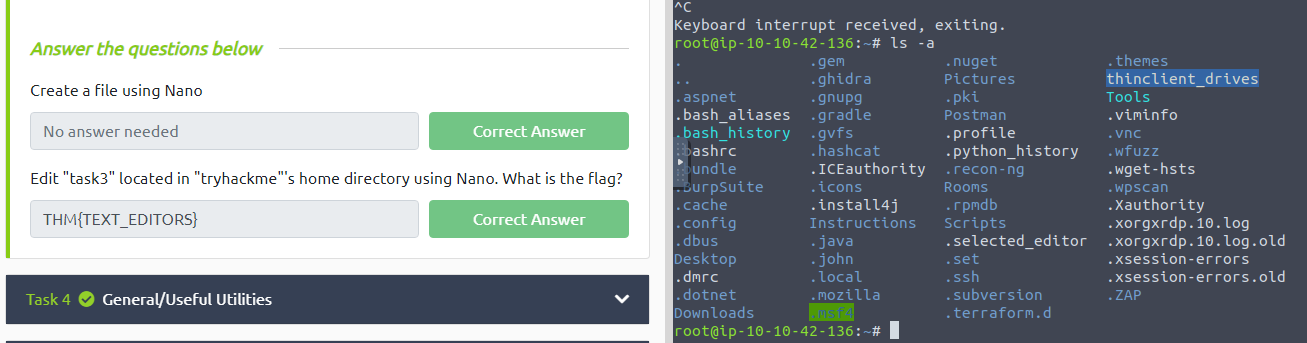 Answer the questions below
Create a file using Nano
No answer needed
Correct Answer
Edit "task3" located in "tryhackme"'s home directory using Nano. What is the flag?
THM{TEXT_EDITORS}
Correct Answer
Task 4 General/Useful Utilities
^C
Keyboard interrupt received, exiting.
root@ip-10-10-42-136:~# ls -a
. .gem .nuget .themes
.. .ghidra Pictures thinclient_drives
.aspnet .gnupg .pki Tools
.bash_aliases .gradle Postman .viminfo
.bash_history .gvfs .profile .vnc
bashrc .hashcat .python_history .wfuzz
bundle .ICEauthority .recon-ng .wget-hsts
.BurpSuite .icons Rooms .wpscan
.cache .install4j .rpmdb .Xauthority
.config Instructions Scripts .xorgxrdp.10.log
.dbus .java .selected_editor .xorgxrdp.10.log.old
Desktop .john .set .xsession-errors
.dmrc .local .ssh .xsession-errors.old
.dotnet .mozilla .subversion .ZAP
Downloads .msf4 .terraform.d
root@ip-10-10-42-136:~#